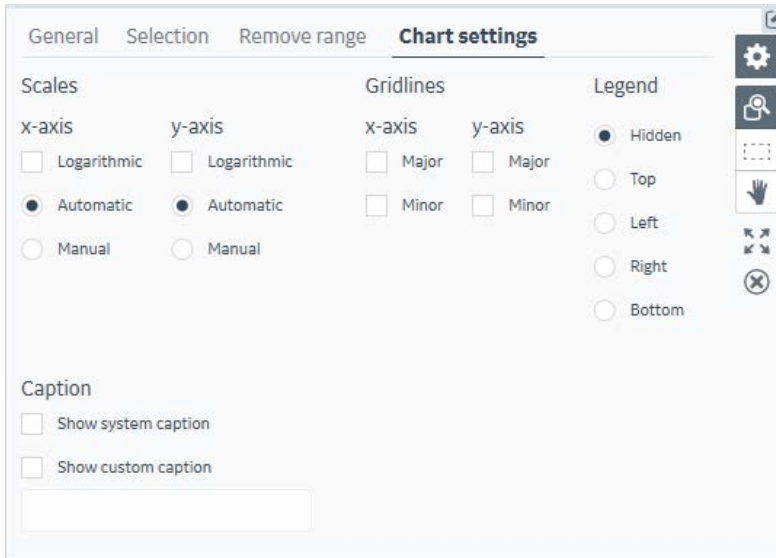 General Selection Remove range Chart settings
Scales Gridlines Legend
x-axis y-axis x-axis y-axis
Hidden
Logarithmic Logarithmic Major Major
Top
Automatic Automatic Minor Minor
Left
Manual Manual
Right
Bottom
Caption
Show system caption
Show custom caption